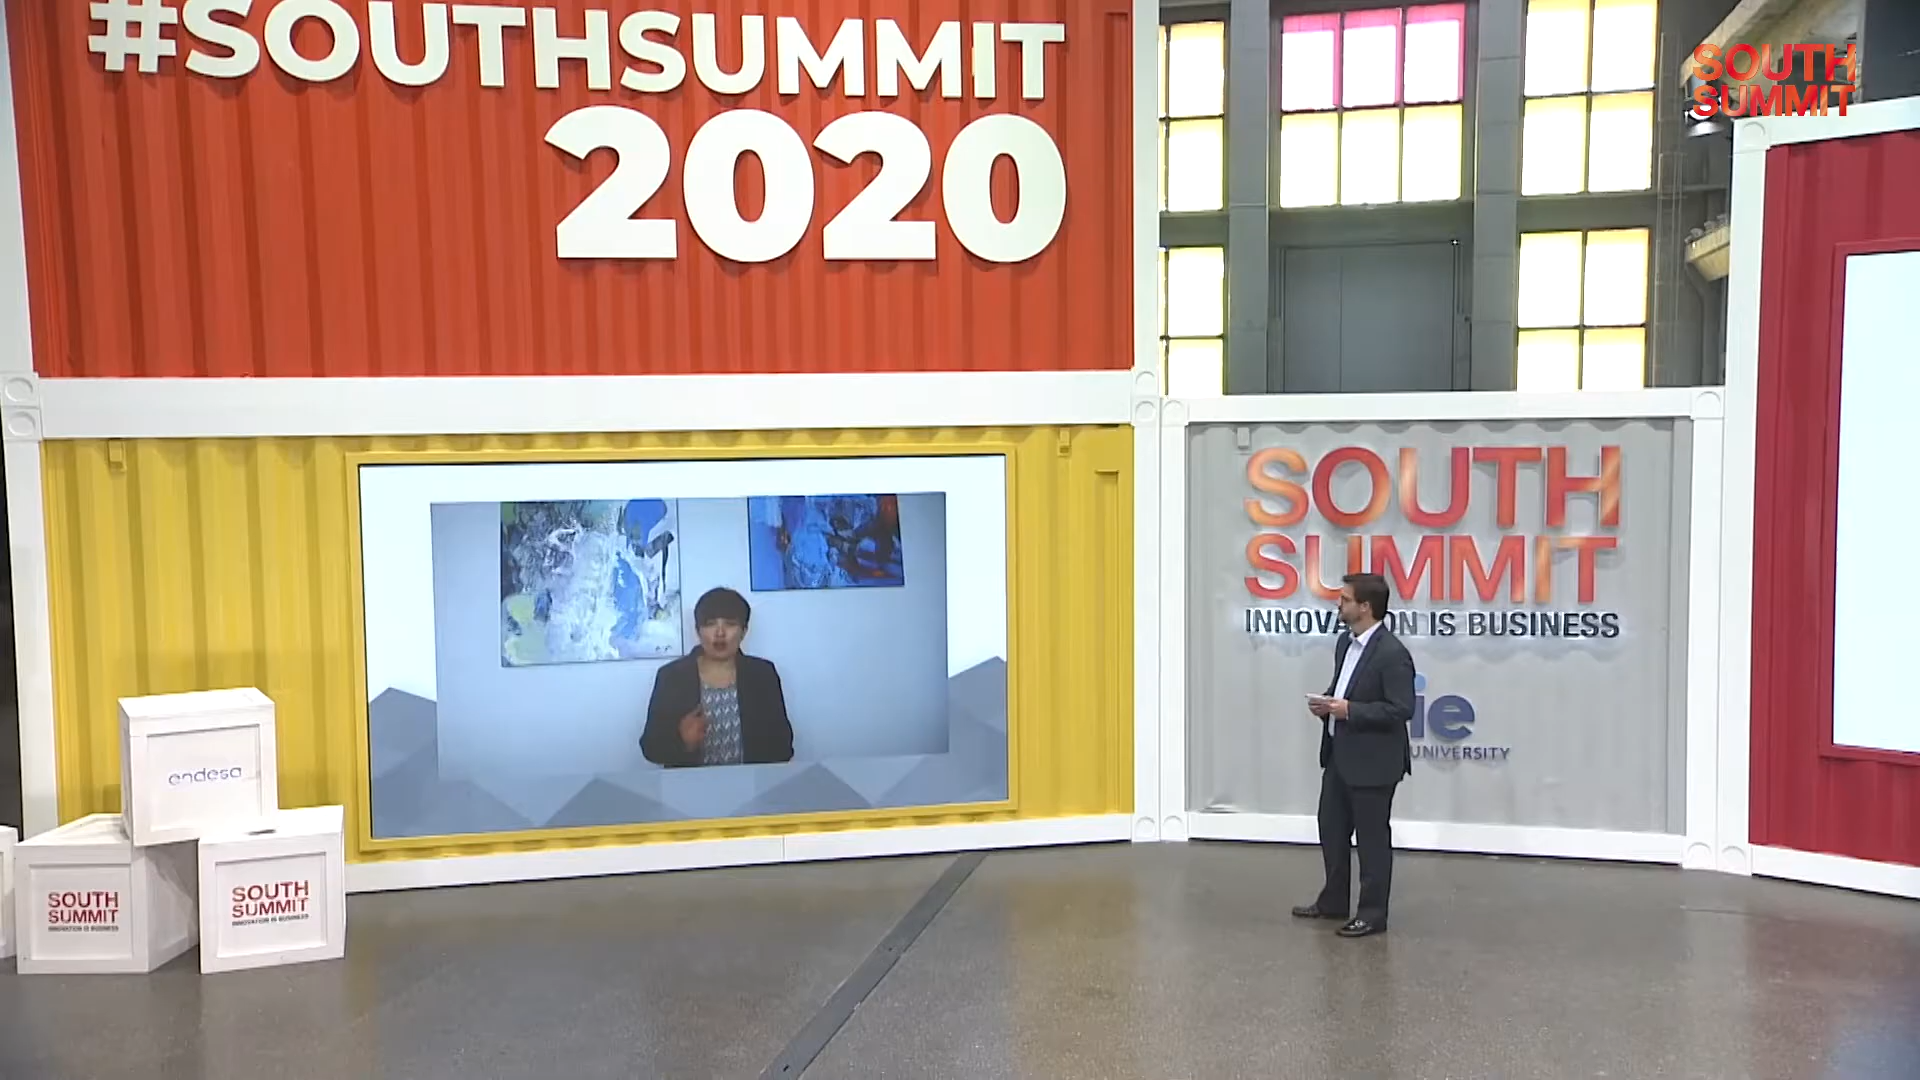 #SOUTHSUMMIT
2020
SOUTH
SUMMIT
SOUTH
SUMMIT
INNOVATION IS BUSINESS
ie
UNIVERSITY
endesa
SOUTH
SUMMIT
INNOVATION IS BUSINESS
SOUTH
SUMMIT
INNOVATION IS BUSINESS